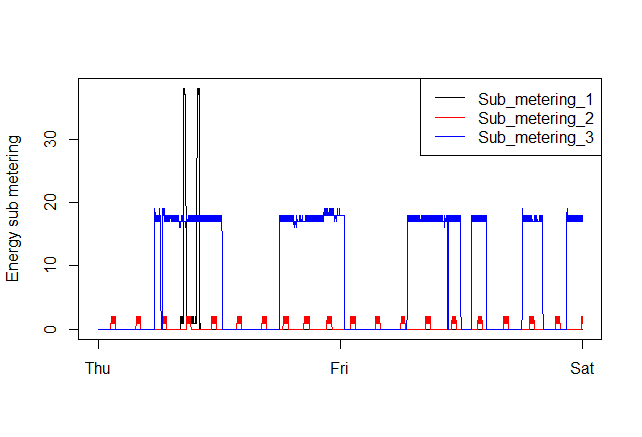 Sub_metering_1
Sub_metering_2
Sub_metering_3
Energy sub metering
30
20
10
0
Thu Fri Sat